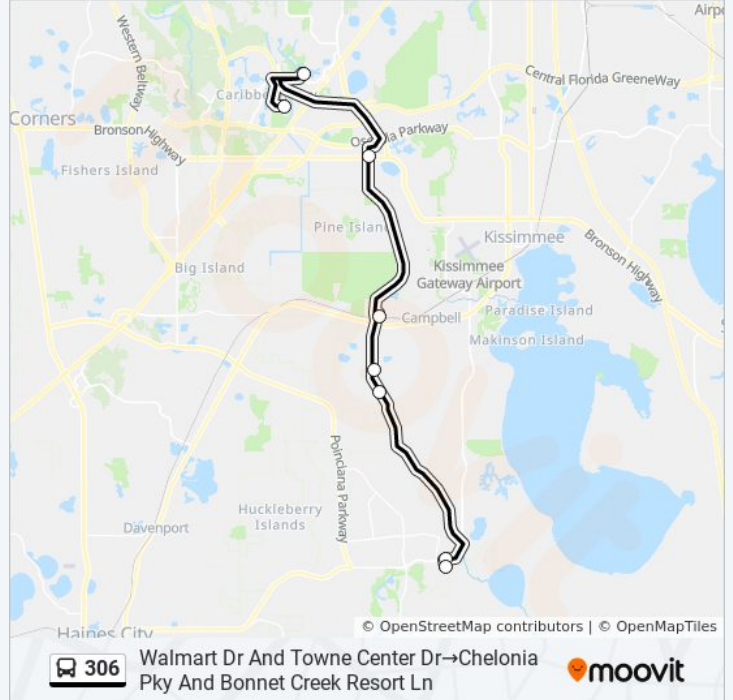 Airpo
Western Beltway
Central Florida GreeneWay
Caribbe
Corners
Bronson Highway
Osceola Parkway
Fishers Island
Pine Island
Kissimmee
Bronson Highway
Big Island
Kissimmee
Gateway Airport
Paradise Island
Campbell
Makinson Island
Poinciana Parkway
Huckleberry
Islands
Davenport
Haines City
© OpenStreetMap contributors | © OpenMapTiles
306
Walmart Dr And Towne Center Dr→Chelonia
Pky And Bonnet Creek Resort Ln
moovit